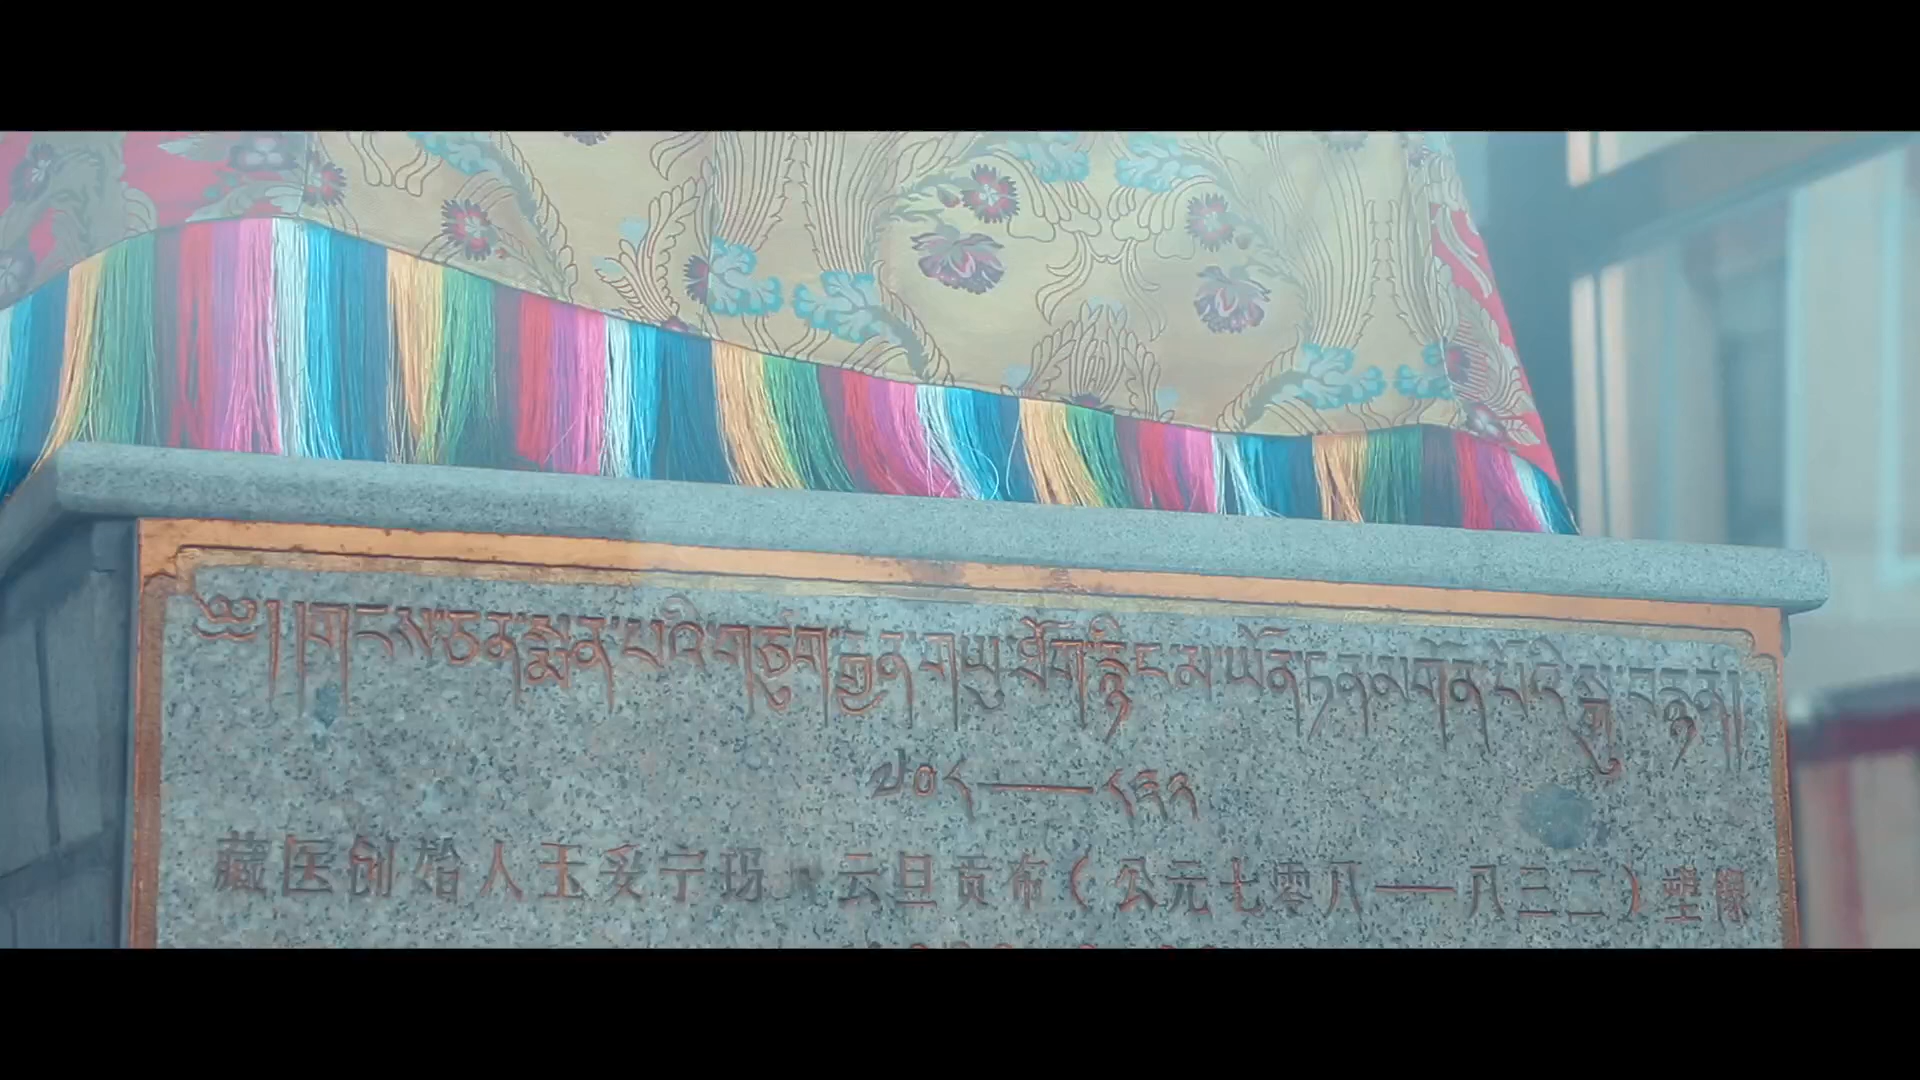 ༄༅།། །གངས་ཅན་སྨན་པའི་གཙུག་རྒྱན་གཡུ་ཐོག་རྙིང་མ་ཡོན་ཏན་མགོན་པོའི་སྐུ་བརྙན།།
༧༠༨——༨༣༢
藏医创始人玉妥宁玛 云旦贡布(公元七零八——八三二)塑像